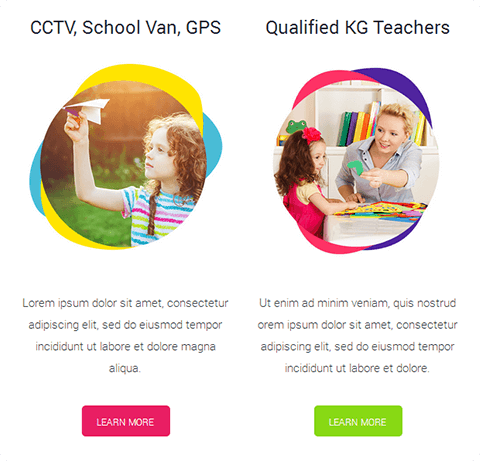 CCTV, School Van, GPS
Lorem ipsum dolor sit amet, consectetur
adipiscing elit, sed do eiusmod tempor
incididunt ut labore et dolore magna
aliqua.
LEARN MORE
Qualified KG Teachers
Ut enim ad minim veniam, quis nostrud
orem ipsum dolor sit amet, consectetur
adipiscing elit, sed do eiusmod tempor
incididunt ut labore et dolore.
LEARN MORE